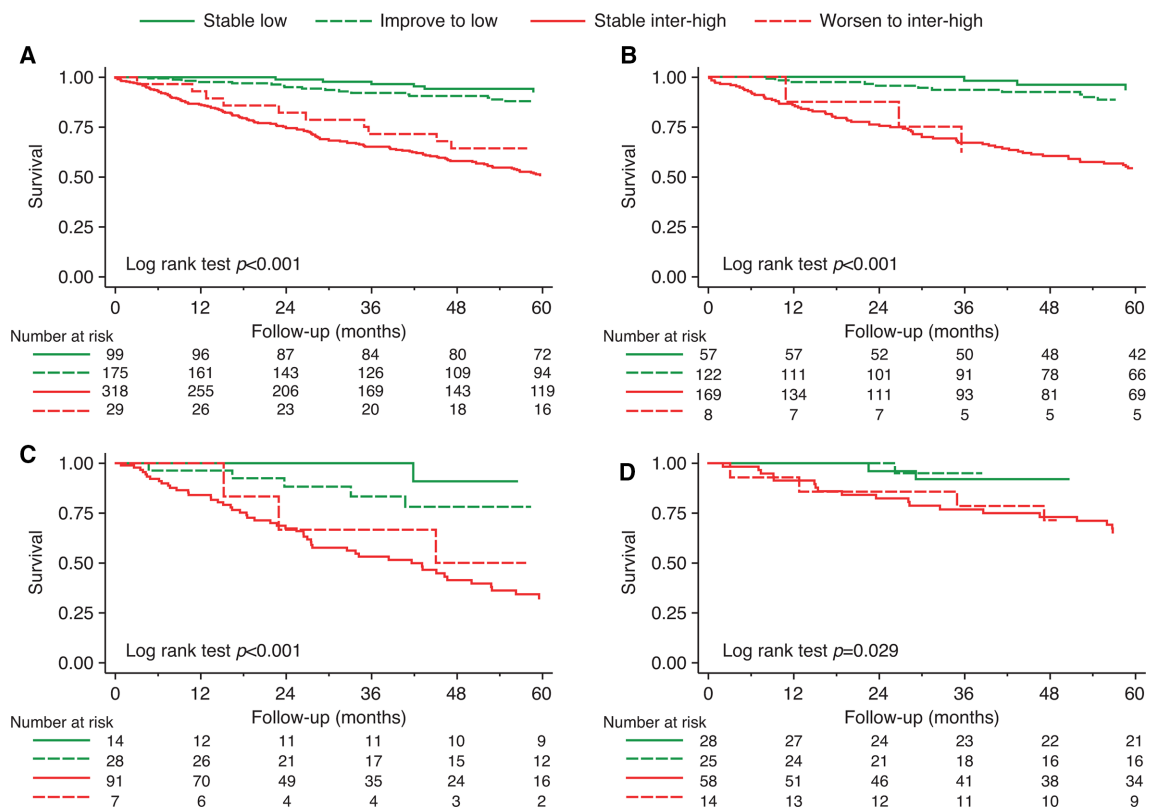 Stable low Improve to low Stable inter-high Worsen to inter-high
A
1.00
0.75
0.50
0.25
0.00
Survival
Log rank test p<0.001
0 12 24 36 48 60
Follow-up (months)
Number at risk
99 96 87 84 80 72
175 161 143 126 109 94
318 255 206 169 143 119
29 26 23 20 18 16
B
1.00
0.75
0.50
0.25
0.00
Survival
Log rank test p<0.001
0 12 24 36 48 60
Follow-up (months)
Number at risk
57 57 52 50 48 42
122 111 101 91 78 66
169 134 111 93 81 69
8 7 7 5 5 5
C
1.00
0.75
0.50
0.25
0.00
Survival
Log rank test p<0.001
0 12 24 36 48 60
Follow-up (months)
Number at risk
14 12 11 11 10 9
28 26 21 17 15 12
91 70 49 35 24 16
7 6 4 4 3 2
D
1.00
0.75
0.50
0.25
0.00
Survival
Log rank test p=0.029
0 12 24 36 48 60
Follow-up (months)
Number at risk
28 27 24 23 22 21
25 24 21 18 16 16
58 51 46 41 38 34
14 13 12 11 10 9